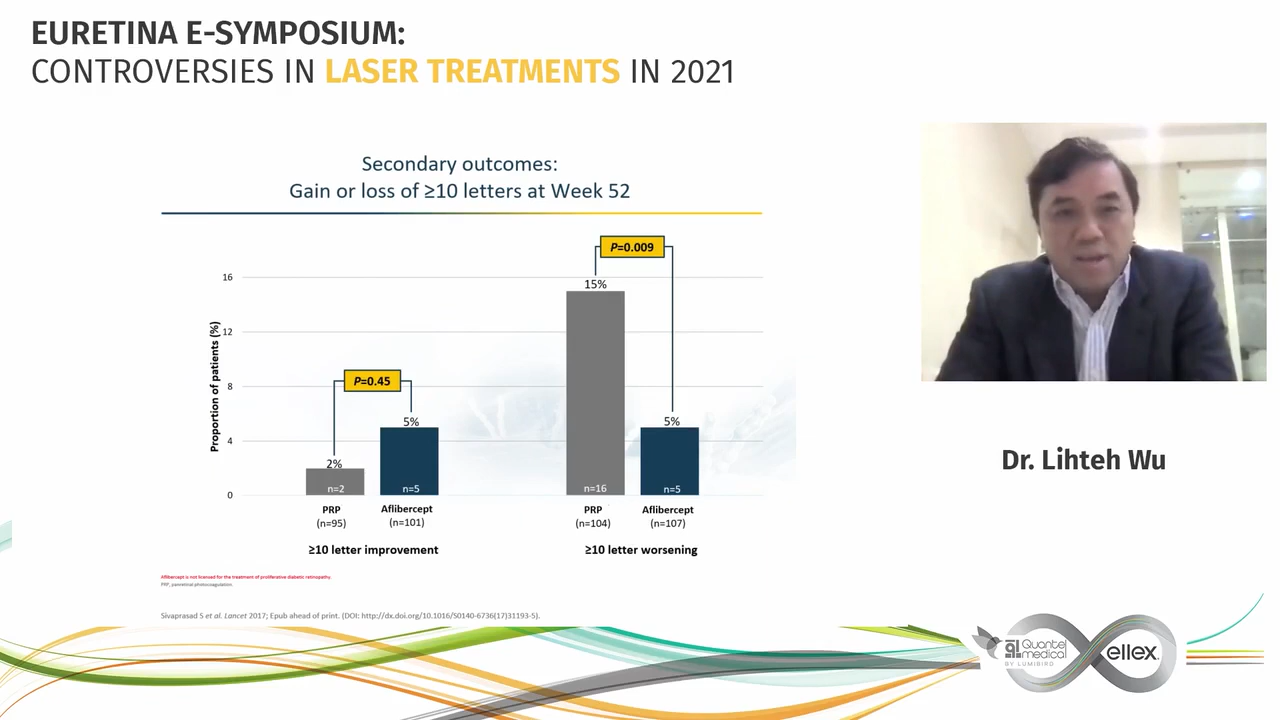 EURETINA E-SYMPOSIUM:
CONTROVERSIES IN LASER TREATMENTS IN 2021
Secondary outcomes:
Gain or loss of ≥10 letters at Week 52
Proportion of patients (%)
16
12
8
4
0
P=0.45
P=0.009
2%
5%
15%
5%
n=2
n=5
n=16
n=5
PRP
(n=95)
Aflibercept
(n=101)
PRP
(n=104)
Aflibercept
(n=107)
≥10 letter improvement
≥10 letter worsening
Aflibercept is not licensed for the treatment of proliferative diabetic retinopathy.
PRP, panretinal photocoagulation.
Sivaprasad S et al. Lancet 2017; Epub ahead of print. (DOI: http://dx.doi.org/10.1016/S0140-6736(17)31193-5).
Dr. Lihteh Wu
Quantel
medical
BY LUMIBIRD
ellex.